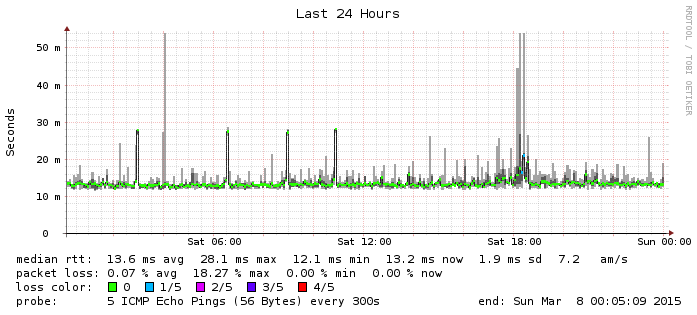 Last 24 Hours
RRDTOOL / TOBI OETIKER
Seconds
50 m
40 m
30 m
20 m
10 m
0
Sat 06:00 Sat 12:00 Sat 18:00 Sun 00:00
median rtt: 13.6 ms avg 28.1 ms max 12.1 ms min 13.2 ms now 1.9 ms sd 7.2 am/s
packet loss: 0.07 % avg 18.27 % max 0.00 % min 0.00 % now
loss color: 0 1/5 2/5 3/5 4/5
probe: 5 ICMP Echo Pings (56 Bytes) every 300s end: Sun Mar 8 00:05:09 2015